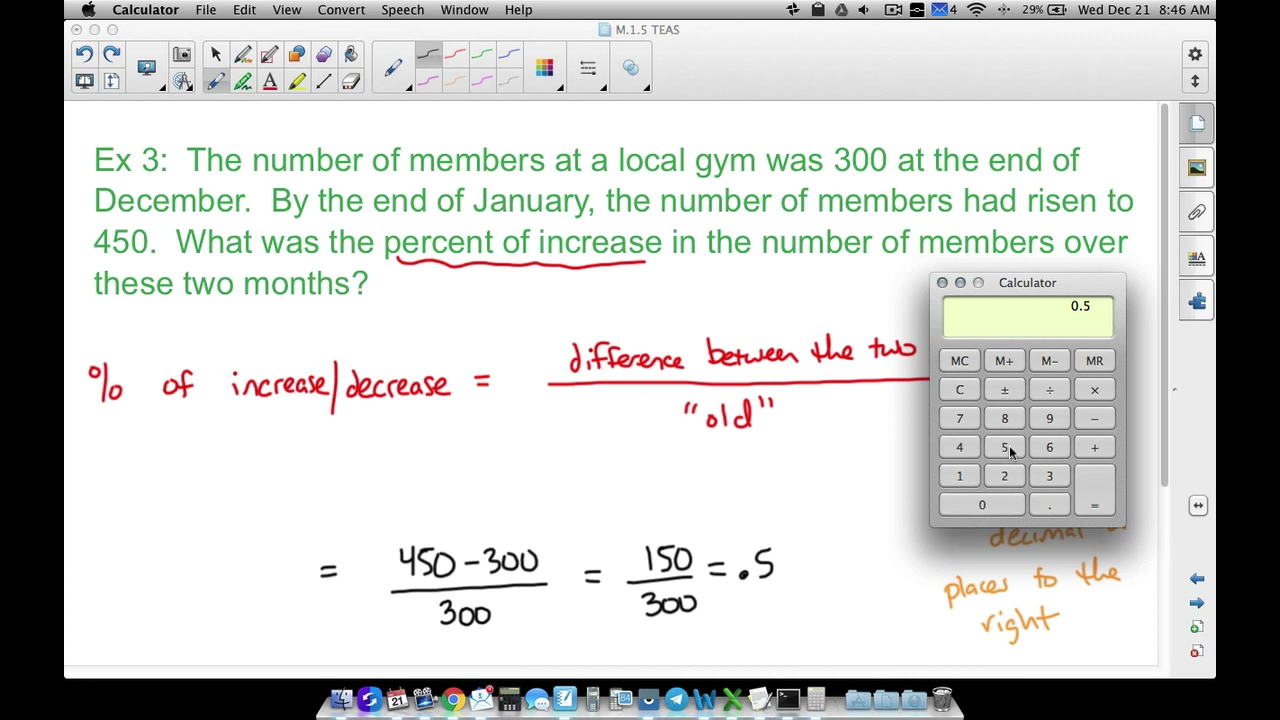 Calculator File Edit View Convert Speech Window Help 4 29% Wed Dec 21 8:46 AM
M.1.5 TEAS
Ex 3: The number of members at a local gym was 300 at the end of
December. By the end of January, the number of members had risen to
450. What was the percent of increase in the number of members over
these two months?
% of increase/decrease = difference between the two
"old"
Calculator
0.5
MC M+ M- MR
C ± ÷ ×
7 8 9 −
4 5 6 +
1 2 3
0 . =
decimal
places to the
right
= 450-300 = 150 = .5
300 300
A
AA
21